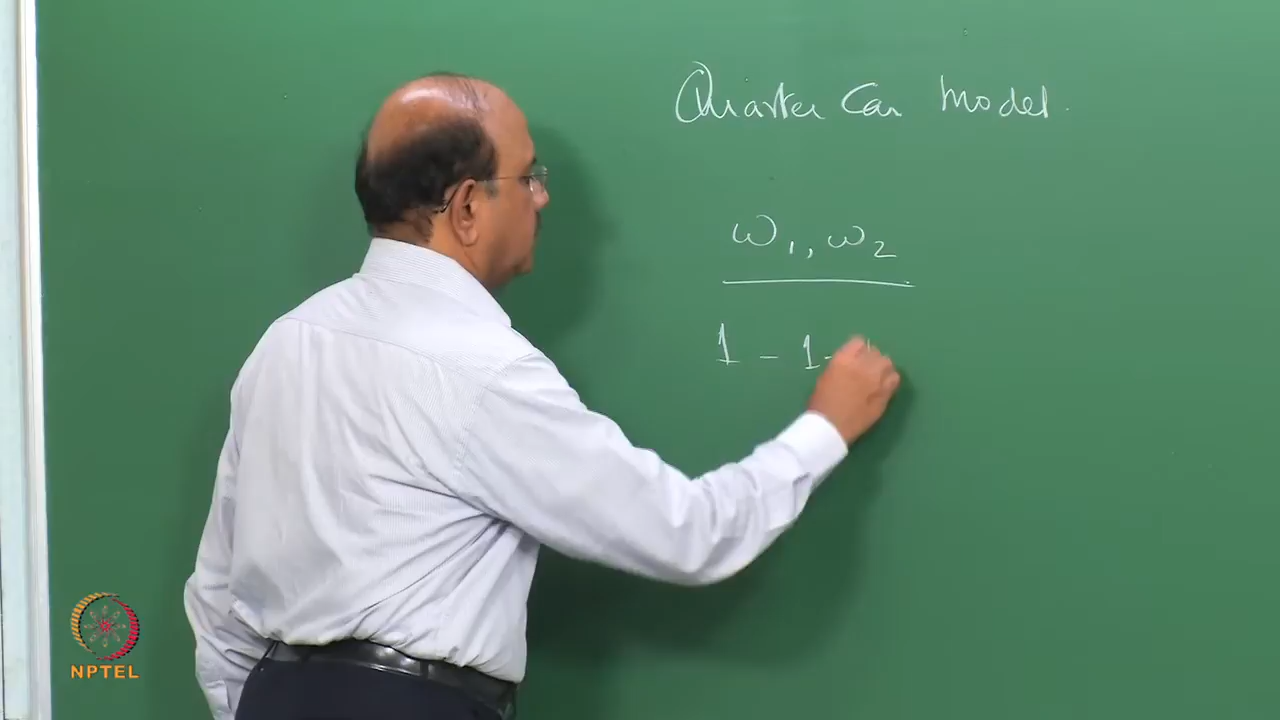 Quarter Car Model.
ω₁, ω₂
1 – 1 –
NPTEL